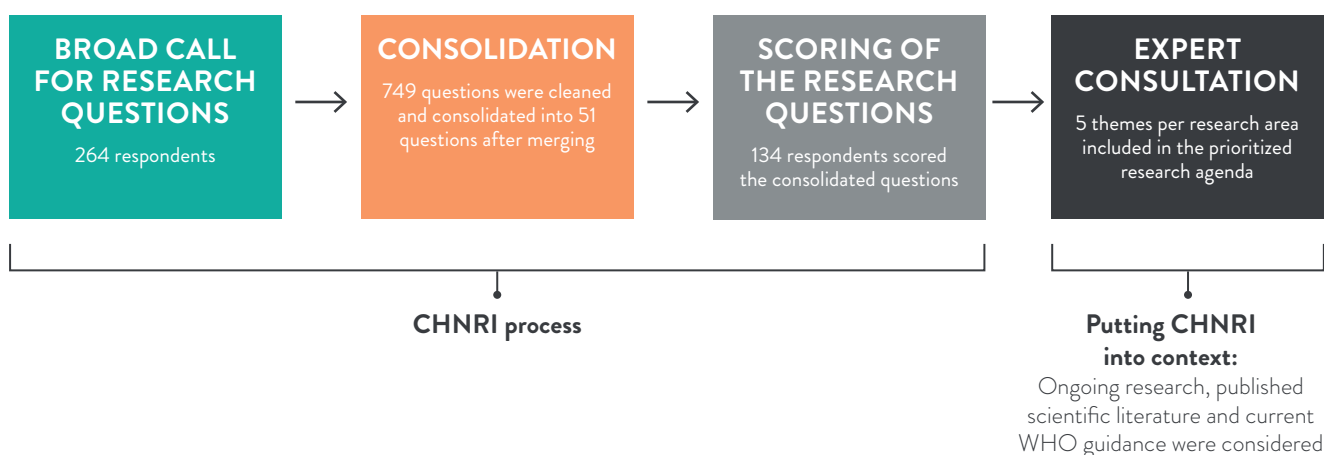 BROAD CALL
FOR RESEARCH
QUESTIONS
264 respondents
CONSOLIDATION
749 questions were cleaned
and consolidated into 51
questions after merging
SCORING OF
THE RESEARCH
QUESTIONS
134 respondents scored
the consolidated questions
EXPERT
CONSULTATION
5 themes per research area
included in the prioritized
research agenda
CHNRI process
Putting CHNRI
into context:
Ongoing research, published
scientific literature and current
WHO guidance were considered